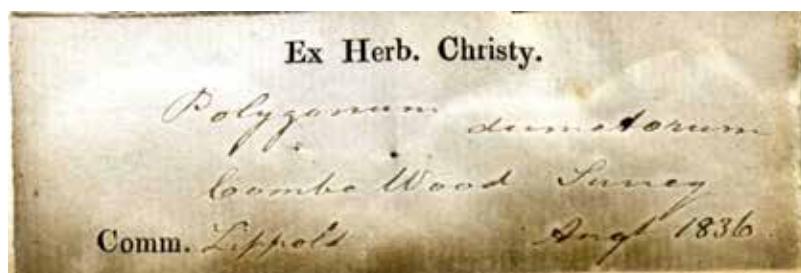 Ex Herb. Christy.
Polygonum dumetorum
Coombe Wood Surrey
Comm. Lippold Augt 1836